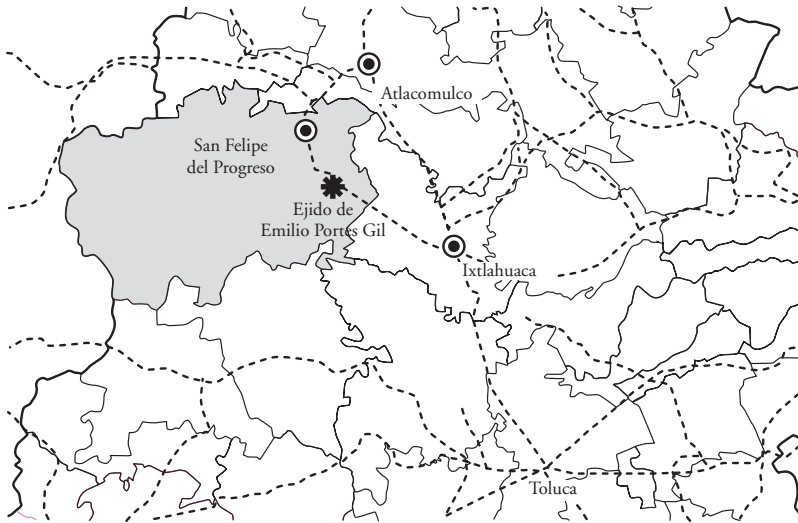 Atlacomulco
San Felipe
del Progreso
Ejido de
Emilio Portes Gil
Ixtlahuaca
Toluca